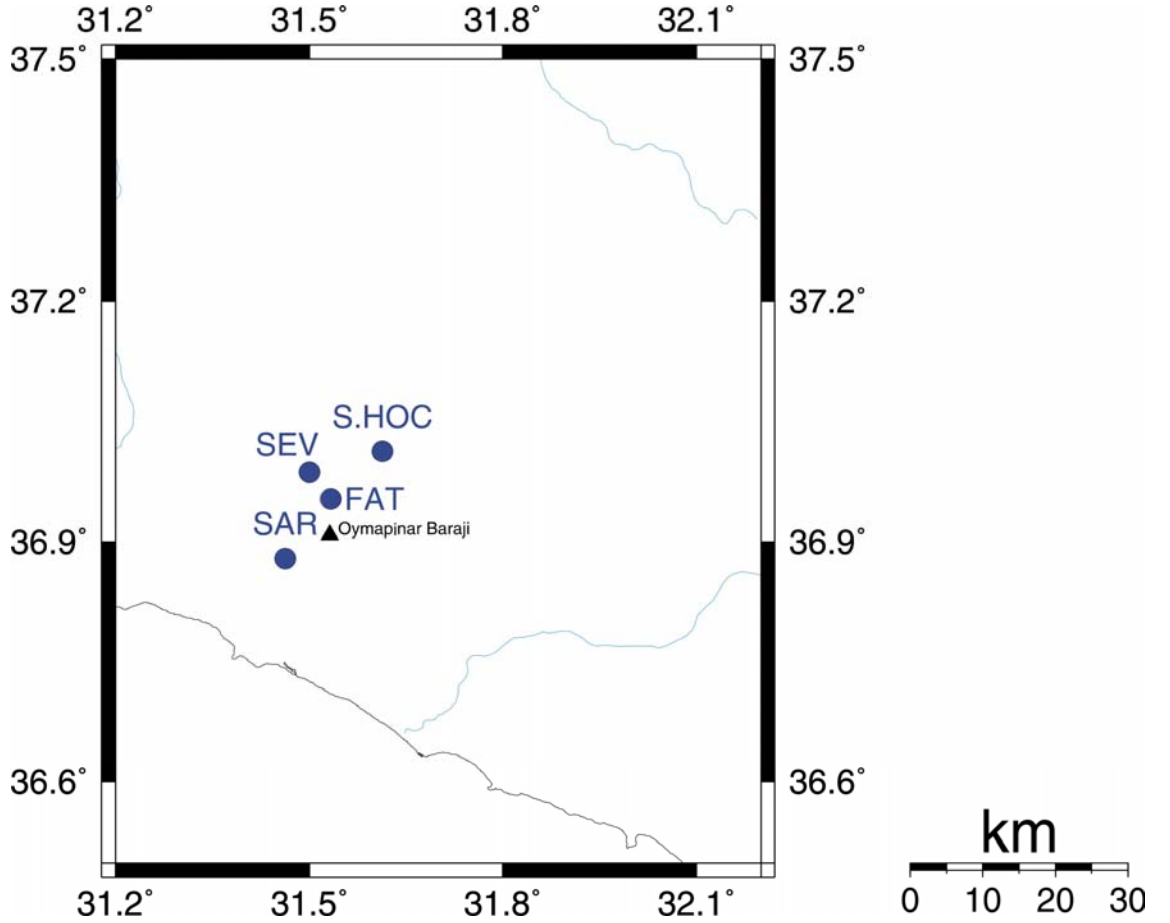 31.2˚ 31.5˚ 31.8˚ 32.1˚
37.5˚ 37.5˚
37.2˚ 37.2˚
S.HOC
SEV
FAT
SAR
Oymapinar Baraji
36.9˚ 36.9˚
36.6˚ 36.6˚
km
0 10 20 30
31.2˚ 31.5˚ 31.8˚ 32.1˚